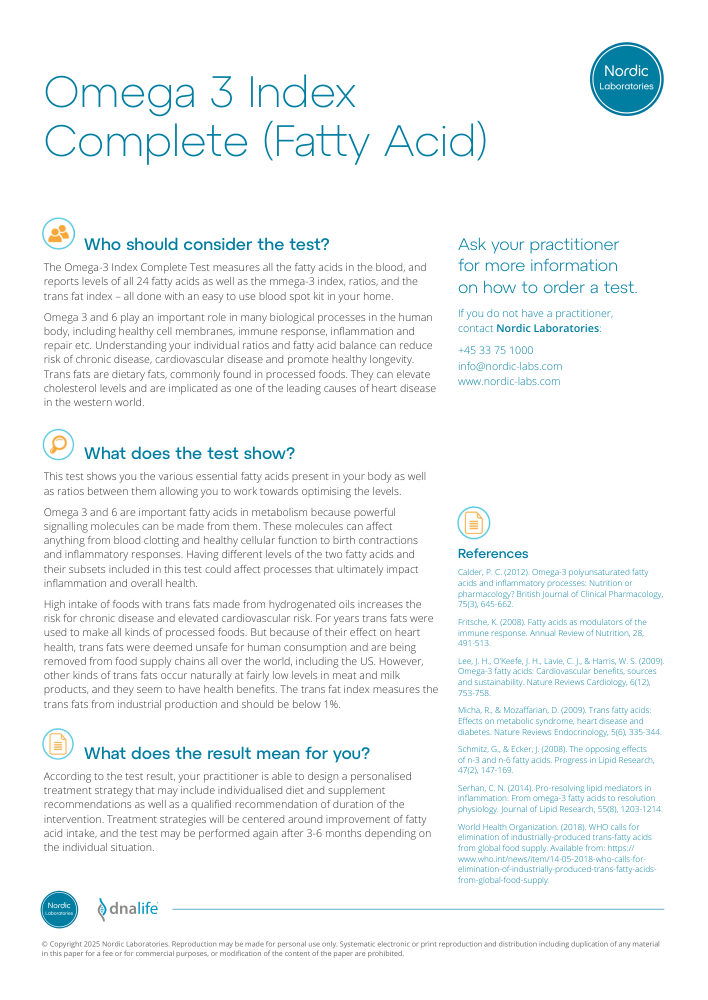 Omega 3 Index
Complete (Fatty Acid)
Nordic
Laboratories
Who should consider the test?
The Omega-3 Index Complete Test measures all the fatty acids in the blood, and
reports levels of all 24 fatty acids as well as the mmega-3 index, ratios, and the
trans fat index – all done with an easy to use blood spot kit in your home.
Omega 3 and 6 play an important role in many biological processes in the human
body, including healthy cell membranes, immune response, inflammation and
repair etc. Understanding your individual ratios and fatty acid balance can reduce
risk of chronic disease, cardiovascular disease and promote healthy longevity.
Trans fats are dietary fats, commonly found in processed foods. They can elevate
cholesterol levels and are implicated as one of the leading causes of heart disease
in the western world.
What does the test show?
This test shows you the various essential fatty acids present in your body as well
as ratios between them allowing you to work towards optimising the levels.
Omega 3 and 6 are important fatty acids in metabolism because powerful
signalling molecules can be made from them. These molecules can affect
anything from blood clotting and healthy cellular function to birth contractions
and inflammatory responses. Having different levels of the two fatty acids and
their subsets included in this test could affect processes that ultimately impact
inflammation and overall health.
High intake of foods with trans fats made from hydrogenated oils increases the
risk for chronic disease and elevated cardiovascular risk. For years trans fats were
used to make all kinds of processed foods. But because of their effect on heart
health, trans fats were deemed unsafe for human consumption and are being
removed from food supply chains all over the world, including the US. However,
other kinds of trans fats occur naturally at fairly low levels in meat and milk
products, and they seem to have health benefits. The trans fat index measures the
trans fats from industrial production and should be below 1%.
What does the result mean for you?
According to the test result, your practitioner is able to design a personalised
treatment strategy that may include individualised diet and supplement
recommendations as well as a qualified recommendation of duration of the
intervention. Treatment strategies will be centered around improvement of fatty
acid intake, and the test may be performed again after 3-6 months depending on
the individual situation.
Ask your practitioner
for more information
on how to order a test.
If you do not have a practitioner,
contact Nordic Laboratories:
+45 33 75 1000
info@nordic-labs.com
www.nordic-labs.com
References
Calder, P. C. (2012). Omega-3 polyunsaturated fatty
acids and inflammatory processes: Nutrition or
pharmacology? British Journal of Clinical Pharmacology,
75(3), 645-662.
Fritsche, K. (2008). Fatty acids as modulators of the
immune response. Annual Review of Nutrition, 28,
491-513.
Lee, J. H., O'Keefe, J. H., Lavie, C. J., & Harris, W. S. (2009).
Omega-3 fatty acids: Cardiovascular benefits, sources
and sustainability. Nature Reviews Cardiology, 6(12),
753-758.
Micha, R., & Mozaffarian, D. (2009). Trans fatty acids:
Effects on metabolic syndrome, heart disease and
diabetes. Nature Reviews Endocrinology, 5(6), 335-344.
Schmitz, G., & Ecker, J. (2008). The opposing effects
of n-3 and n-6 fatty acids. Progress in Lipid Research,
47(2), 147-169.
Serhan, C. N. (2014). Pro-resolving lipid mediators in
inflammation: From omega-3 fatty acids to resolution
physiology. Journal of Lipid Research, 55(8), 1203-1214.
World Health Organization. (2018). WHO calls for
elimination of industrially-produced trans-fatty acids
from global food supply. Available from: https://
www.who.int/news/item/14-05-2018-who-calls-for-
elimination-of-industrially-produced-trans-fatty-acids-
from-global-food-supply.
Nordic
Laboratories
dnalife
© Copyright 2025 Nordic Laboratories. Reproduction may be made for personal use only. Systematic electronic or print reproduction and distribution including duplication of any material
in this paper for a fee or for commercial purposes, or modification of the content of the paper are prohibited.